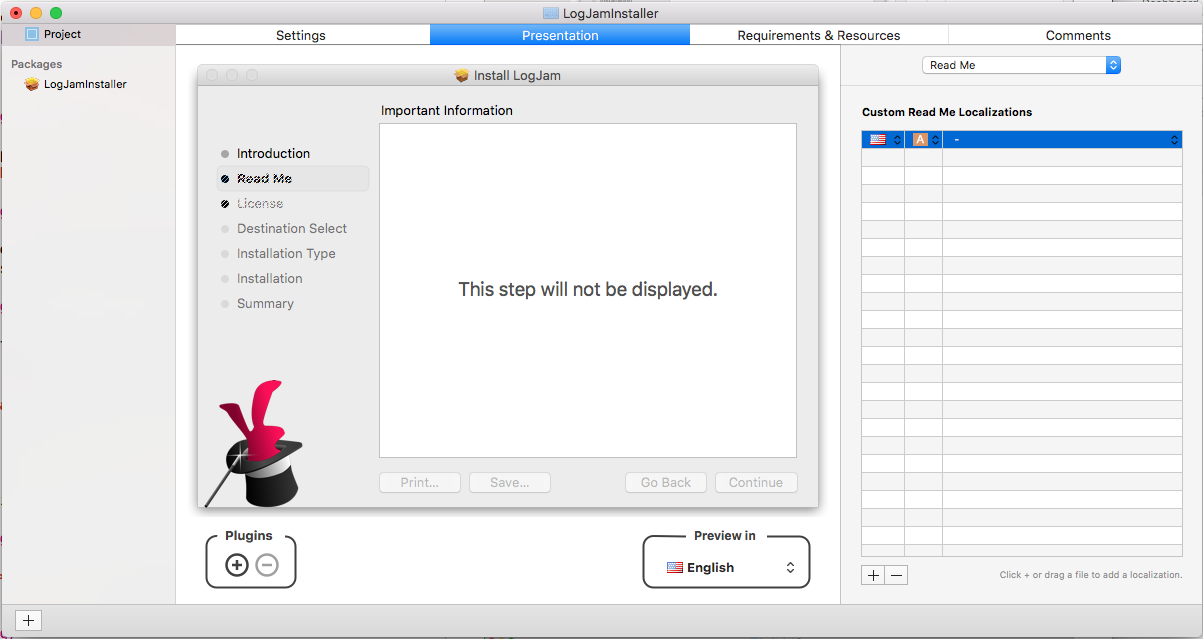 LogJamInstaller
Project
Settings
Presentation
Requirements & Resources
Comments
Packages
LogJamInstaller
Install LogJam
Important Information
Introduction
Read Me
License
Destination Select
Installation Type
Installation
Summary
This step will not be displayed.
Print...
Save...
Go Back
Continue
Plugins
Preview in
English
Read Me
Custom Read Me Localizations
A
-
Click + or drag a file to add a localization.